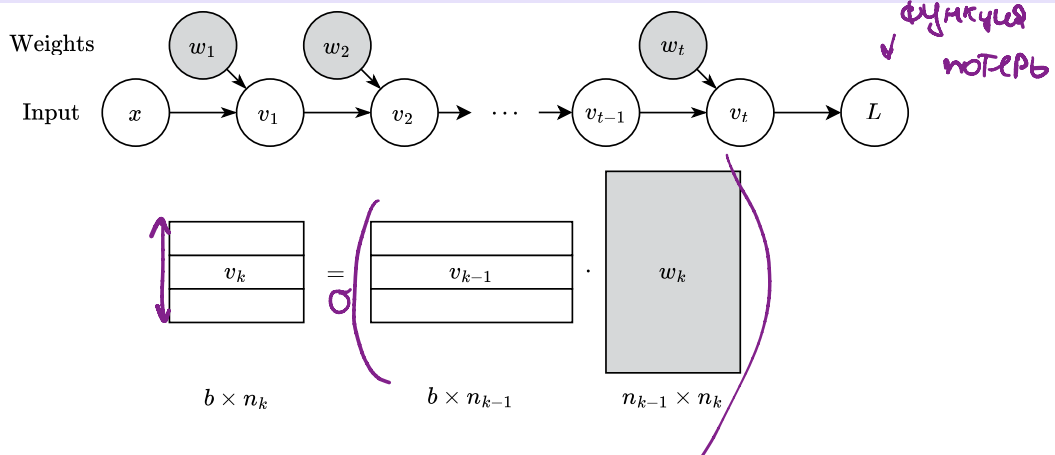 функция
потерь
Weights w₁ w₂ wₜ
Input x v₁ v₂ ⋯ vₜ₋₁ vₜ L
vₖ = σ( vₖ₋₁ · wₖ )
b × nₖ b × nₖ₋₁ nₖ₋₁ × nₖ